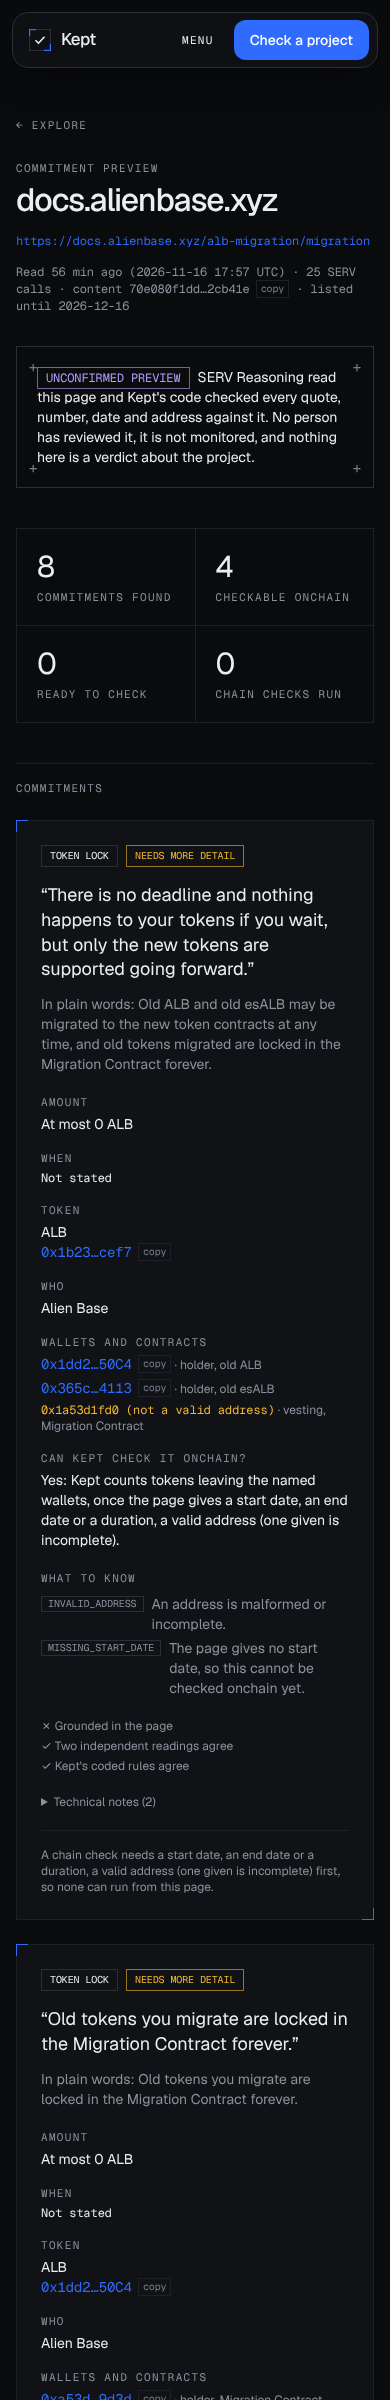 Kept
MENU
Check a project
← EXPLORE
COMMITMENT PREVIEW
docs.alienbase.xyz
https://docs.alienbase.xyz/alb-migration/migration
Read 56 min ago (2026-11-16 17:57 UTC) · 25 SERV
calls · content 70e080f1dd…2cb41e copy · listed
until 2026-12-16
UNCONFIRMED PREVIEW SERV Reasoning read
this page and Kept's code checked every quote,
number, date and address against it. No person
has reviewed it, it is not monitored, and nothing
here is a verdict about the project.
8
COMMITMENTS FOUND
4
CHECKABLE ONCHAIN
0
READY TO CHECK
0
CHAIN CHECKS RUN
COMMITMENTS
TOKEN LOCK
NEEDS MORE DETAIL
“There is no deadline and nothing
happens to your tokens if you wait,
but only the new tokens are
supported going forward.”
In plain words: Old ALB and old esALB may be
migrated to the new token contracts at any
time, and old tokens migrated are locked in the
Migration Contract forever.
AMOUNT
At most 0 ALB
WHEN
Not stated
TOKEN
ALB
0x1b23…cef7 copy
WHO
Alien Base
WALLETS AND CONTRACTS
0x1dd2…50C4 copy · holder, old ALB
0x365c…4113 copy · holder, old esALB
0x1a53d1fd0 (not a valid address) · vesting,
Migration Contract
CAN KEPT CHECK IT ONCHAIN?
Yes: Kept counts tokens leaving the named
wallets, once the page gives a start date, an end
date or a duration, a valid address (one given is
incomplete).
WHAT TO KNOW
INVALID_ADDRESS An address is malformed or
incomplete.
MISSING_START_DATE The page gives no start
date, so this cannot be
checked onchain yet.
✕ Grounded in the page
✓ Two independent readings agree
✓ Kept's coded rules agree
▶ Technical notes (2)
A chain check needs a start date, an end date or a
duration, a valid address (one given is incomplete) first,
so none can run from this page.
TOKEN LOCK
NEEDS MORE DETAIL
“Old tokens you migrate are locked in
the Migration Contract forever.”
In plain words: Old tokens you migrate are
locked in the Migration Contract forever.
AMOUNT
At most 0 ALB
WHEN
Not stated
TOKEN
ALB
0x1dd2…50C4 copy
WHO
Alien Base
WALLETS AND CONTRACTS
0xa53d…9d3d copy · holder, Migration Contract